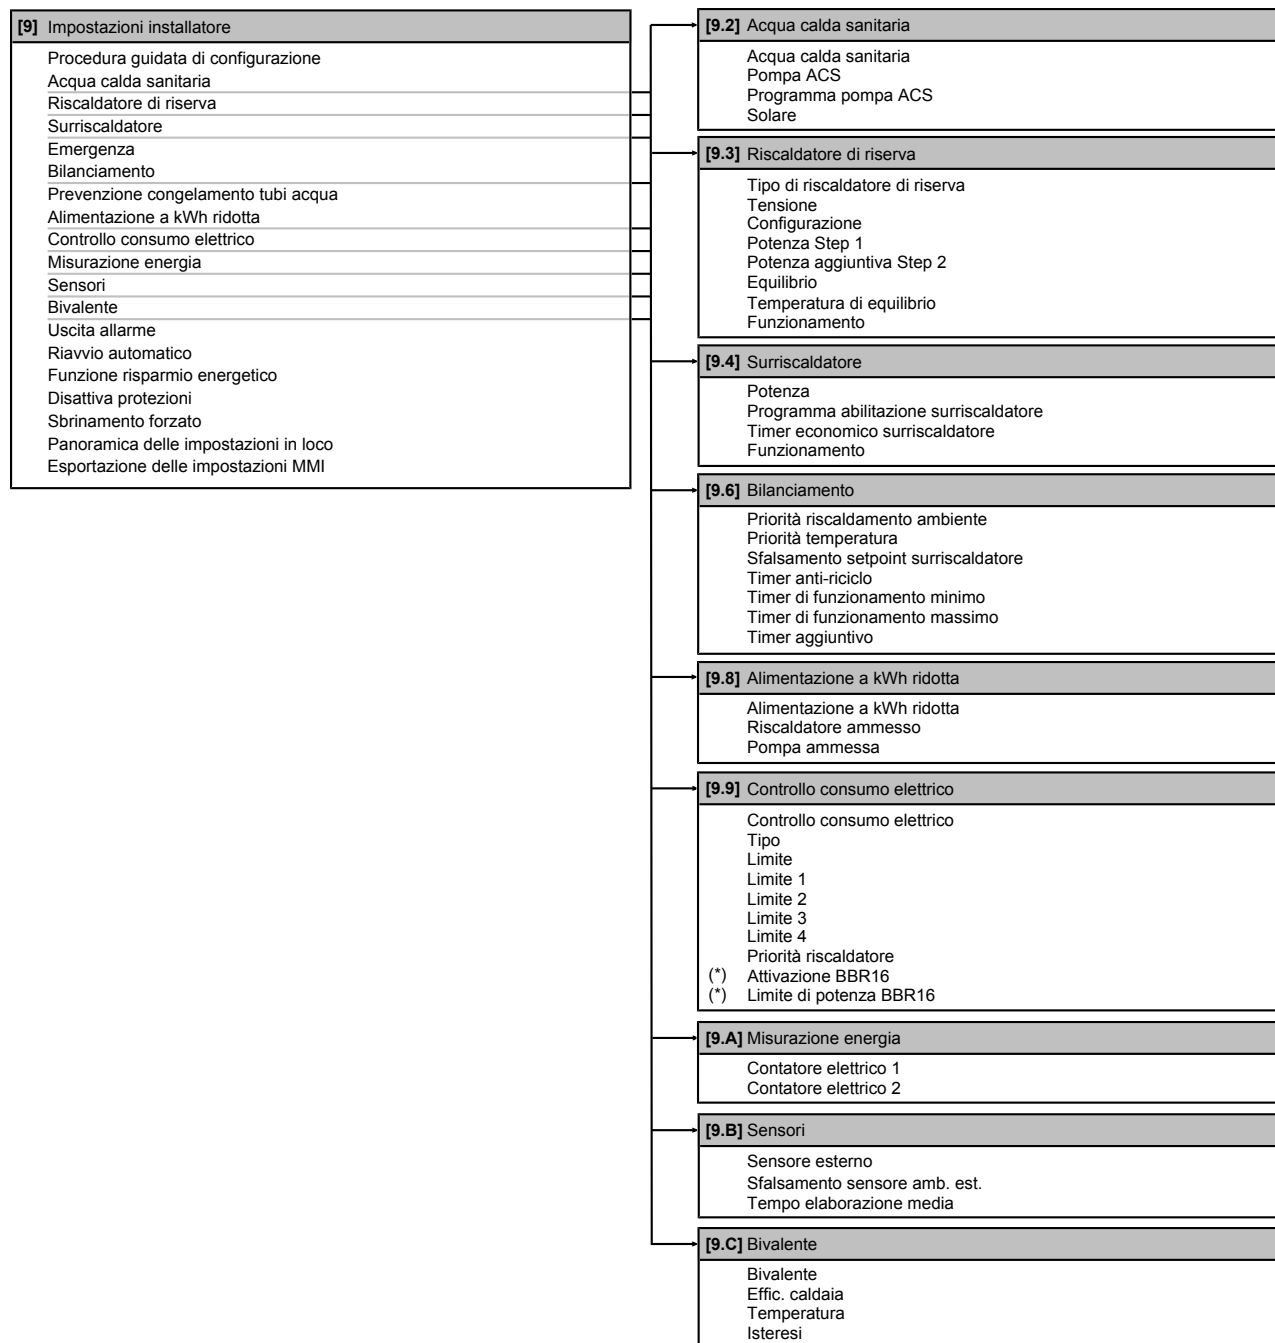 [9] Impostazioni installatore
Procedura guidata di configurazione
Acqua calda sanitaria
Riscaldatore di riserva
Surriscaldatore
Emergenza
Bilanciamento
Prevenzione congelamento tubi acqua
Alimentazione a kWh ridotta
Controllo consumo elettrico
Misurazione energia
Sensori
Bivalente
Uscita allarme
Riavvio automatico
Funzione risparmio energetico
Disattiva protezioni
Sbrinamento forzato
Panoramica delle impostazioni in loco
Esportazione delle impostazioni MMI
[9.2] Acqua calda sanitaria
Acqua calda sanitaria
Pompa ACS
Programma pompa ACS
Solare
[9.3] Riscaldatore di riserva
Tipo di riscaldatore di riserva
Tensione
Configurazione
Potenza Step 1
Potenza aggiuntiva Step 2
Equilibrio
Temperatura di equilibrio
Funzionamento
[9.4] Surriscaldatore
Potenza
Programma abilitazione surriscaldatore
Timer economico surriscaldatore
Funzionamento
[9.6] Bilanciamento
Priorità riscaldamento ambiente
Priorità temperatura
Sfalsamento setpoint surriscaldatore
Timer anti-riciclo
Timer di funzionamento minimo
Timer di funzionamento massimo
Timer aggiuntivo
[9.8] Alimentazione a kWh ridotta
Alimentazione a kWh ridotta
Riscaldatore ammesso
Pompa ammessa
[9.9] Controllo consumo elettrico
Controllo consumo elettrico
Tipo
Limite
Limite 1
Limite 2
Limite 3
Limite 4
Priorità riscaldatore
(*) Attivazione BBR16
(*) Limite di potenza BBR16
[9.A] Misurazione energia
Contatore elettrico 1
Contatore elettrico 2
[9.B] Sensori
Sensore esterno
Sfalsamento sensore amb. est.
Tempo elaborazione media
[9.C] Bivalente
Bivalente
Effic. caldaia
Temperatura
Isteresi